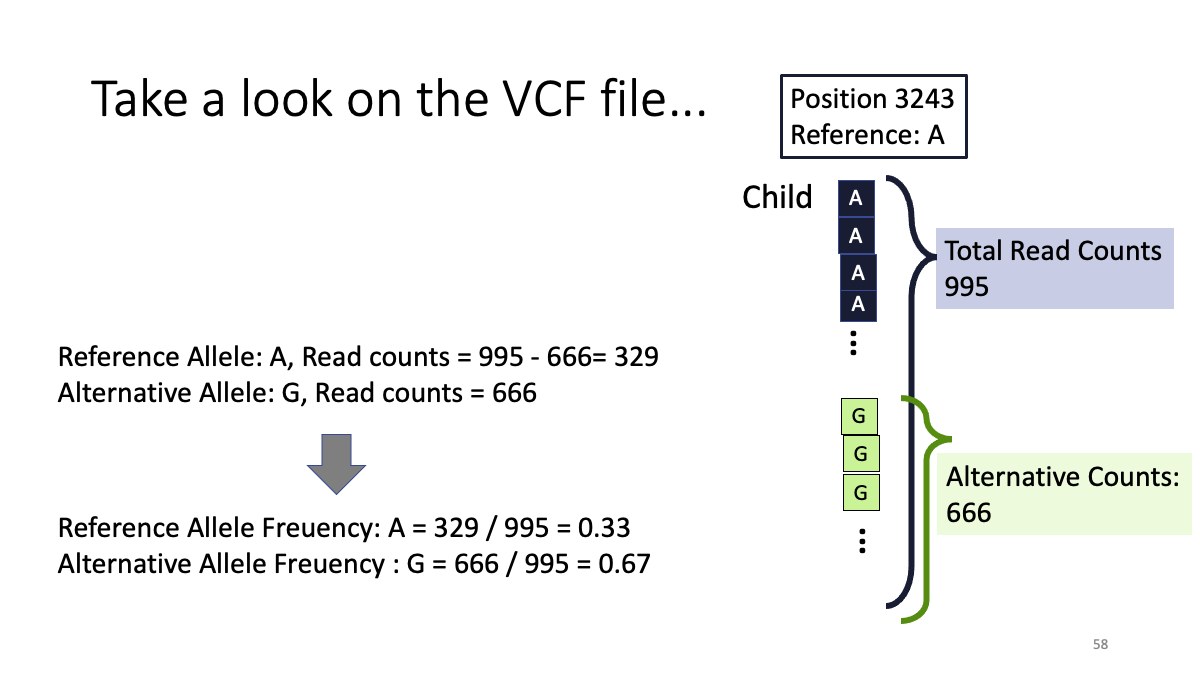 Take a look on the VCF file...
Position 3243
Reference: A
Child
A
A
A
A
Total Read Counts
995
Reference Allele: A, Read counts = 995 - 666= 329
Alternative Allele: G, Read counts = 666
G
G
G
Alternative Counts:
666
Reference Allele Freuency: A = 329 / 995 = 0.33
Alternative Allele Freuency : G = 666 / 995 = 0.67
58